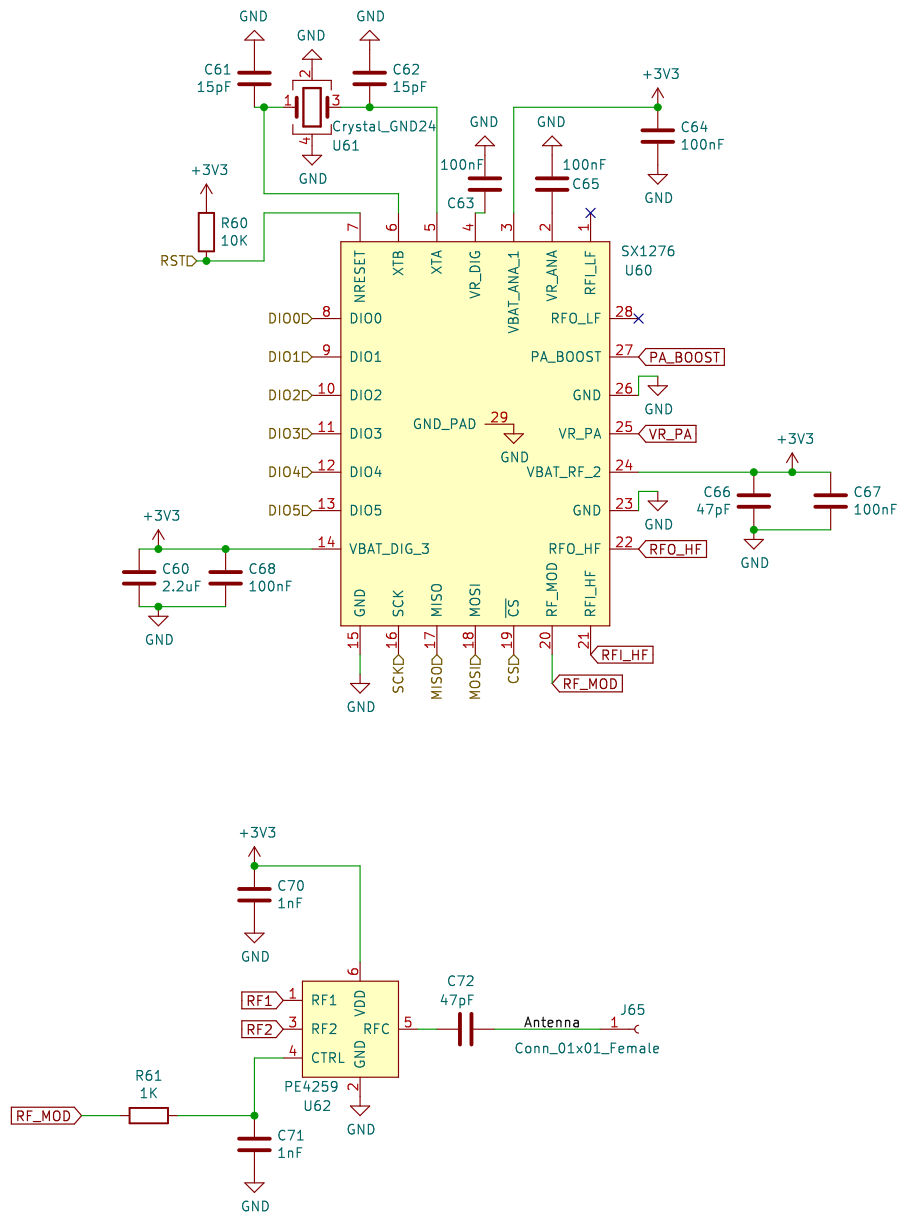 GND
GND
GND
C61
15pF
2
C62
15pF
1
3
Crystal_GND24
4
U61
GND
+3V3
GND
GND
C64
100nF
100nF
100nF
C63
C65
GND
+3V3
R60
10K
RST
7
6
5
4
3
2
1
SX1276
U60
NRESET
XTB
XTA
VR_DIG
VBAT_ANA_1
VR_ANA
RFI_LF
DIO0
8
DIO0
RFO_LF
28
DIO1
9
DIO1
PA_BOOST
27
PA_BOOST
DIO2
10
DIO2
GND
26
GND
DIO3
11
DIO3
GND_PAD
29
GND
VR_PA
25
VR_PA
DIO4
12
DIO4
VBAT_RF_2
24
+3V3
C66
47pF
C67
100nF
GND
DIO5
13
DIO5
GND
23
GND
+3V3
14
VBAT_DIG_3
RFO_HF
22
RFO_HF
C60
2.2uF
C68
100nF
GND
GND
SCK
MISO
MOSI
CS
RF_MOD
RFI_HF
15
16
17
18
19
20
21
GND
SCK
MISO
MOSI
CS
RF_MOD
RFI_HF
+3V3
C70
1nF
GND
6
RF1
1
RF1
VDD
RF2
3
RF2
RFC
5
4
CTRL
GND
2
PE4259
U62
GND
C72
47pF
Antenna
1
J65
Conn_01x01_Female
R61
1K
RF_MOD
C71
1nF
GND